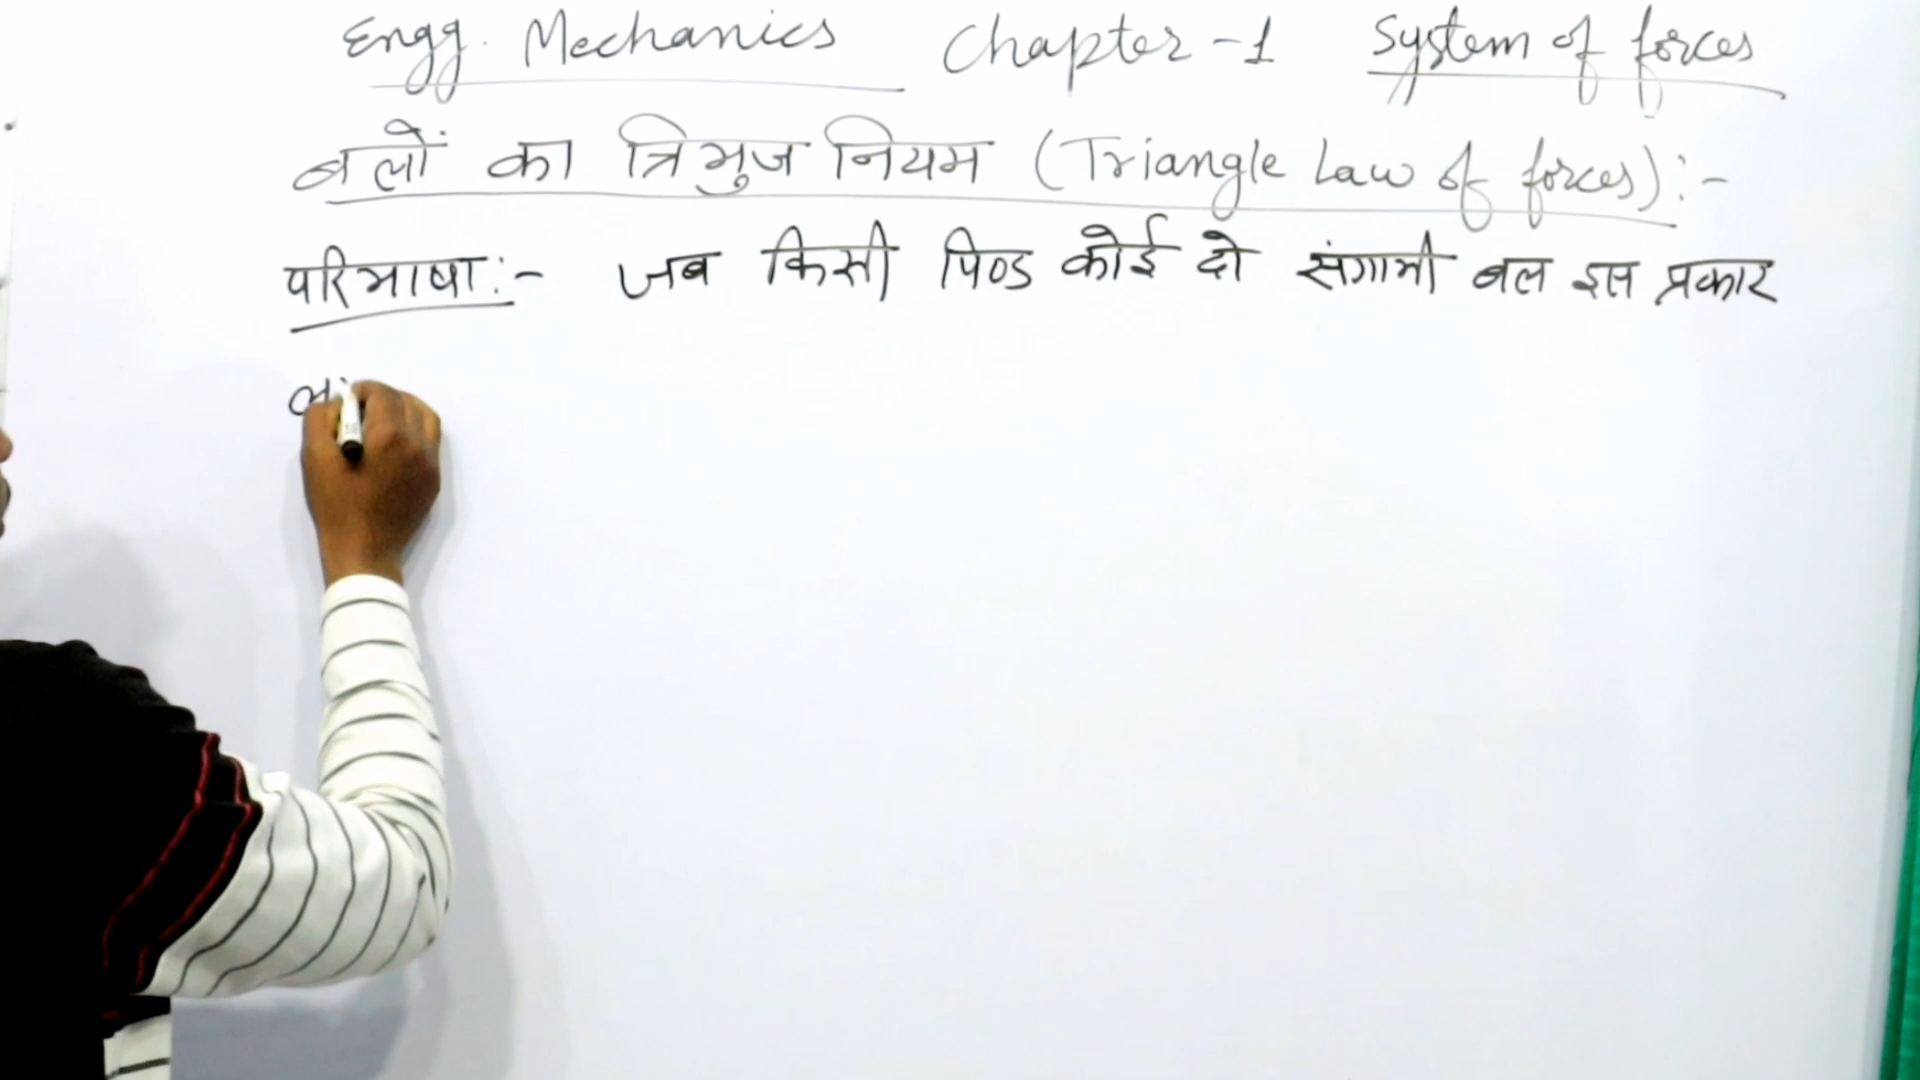 Engg. Mechanics Chapter-1 System of forces
बलों का त्रिभुज नियम (Triangle Law of forces):-
परिभाषा:- जब किसी पिण्ड कोई दो संगामी बल इस प्रकार